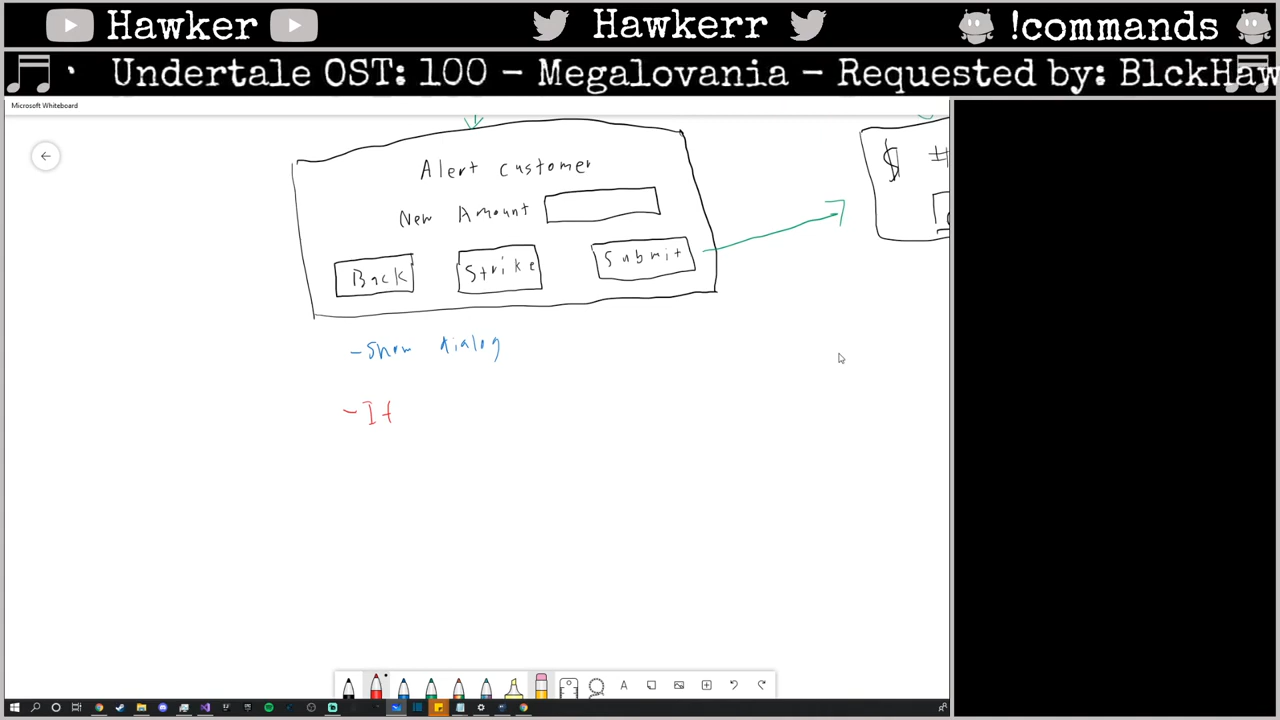 Hawker Hawkerr !commands
Undertale OST: 100 - Megalovania - Requested by: BlckHaw
Microsoft Whiteboard
Alert customer
$ #
New Amount
Back Strike Submit
-Show dialog
-If